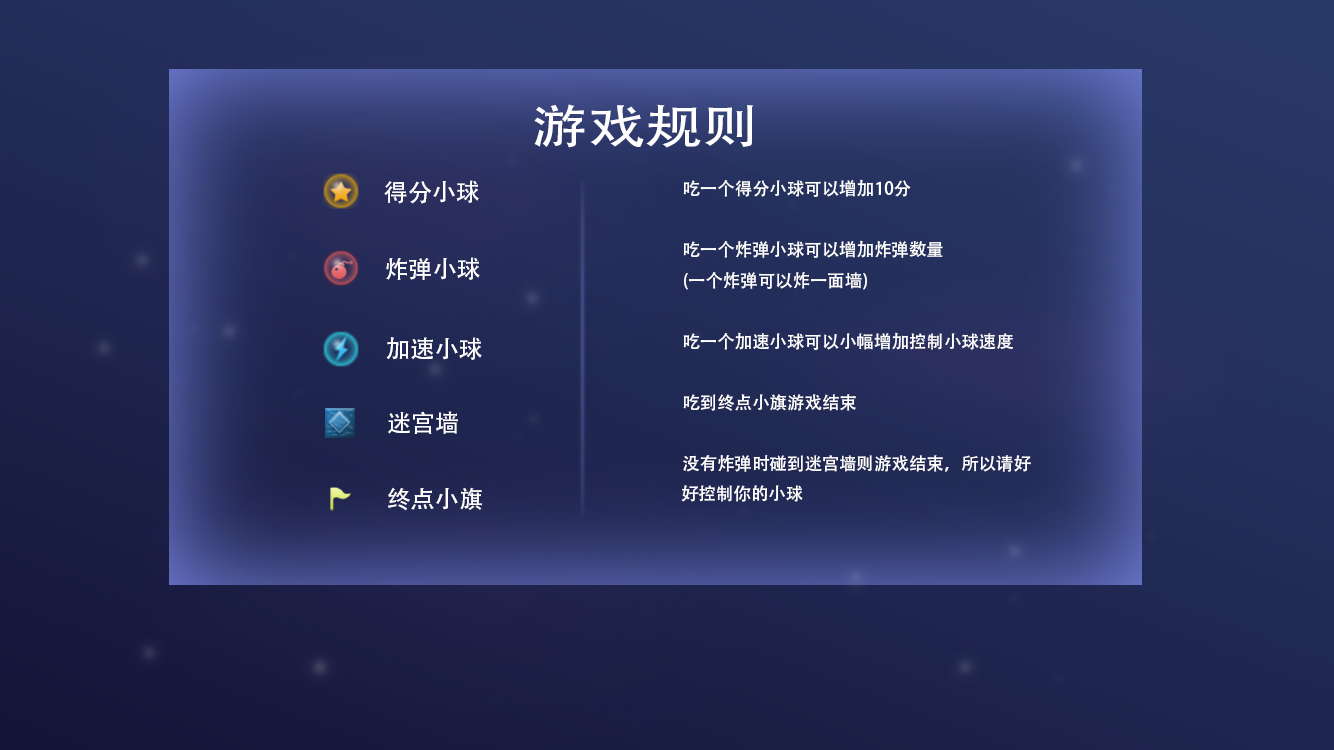 游戏规则
得分小球
炸弹小球
加速小球
迷宫墙
终点小旗
吃一个得分小球可以增加10分
吃一个炸弹小球可以增加炸弹数量
(一个炸弹可以炸一面墙)
吃一个加速小球可以小幅增加控制小球速度
吃到终点小旗游戏结束
没有炸弹时碰到迷宫墙则游戏结束，所以请好
好控制你的小球